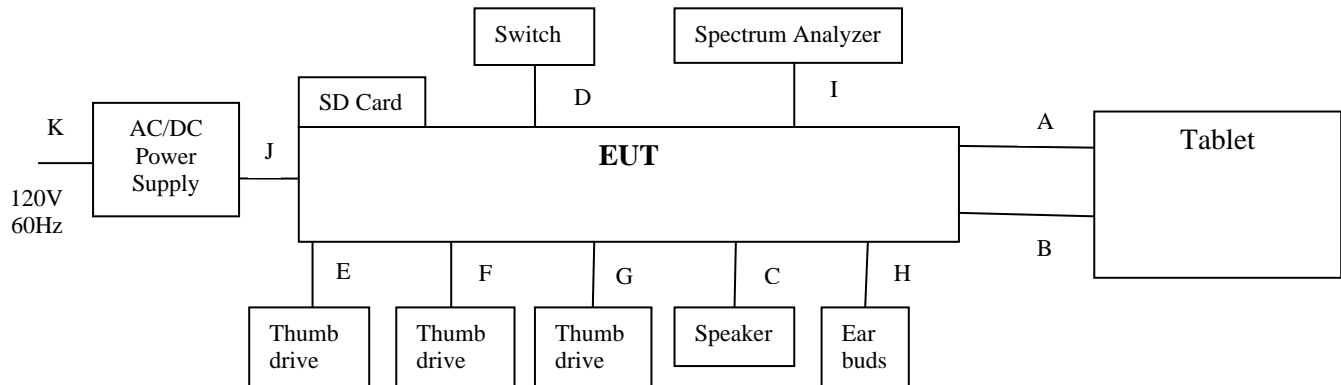 Switch
Spectrum Analyzer
SD Card
D
I
K
AC/DC
Power
Supply
J
EUT
A
Tablet
120V
60Hz
B
E
F
G
C
H
Thumb
drive
Thumb
drive
Thumb
drive
Speaker
Ear
buds